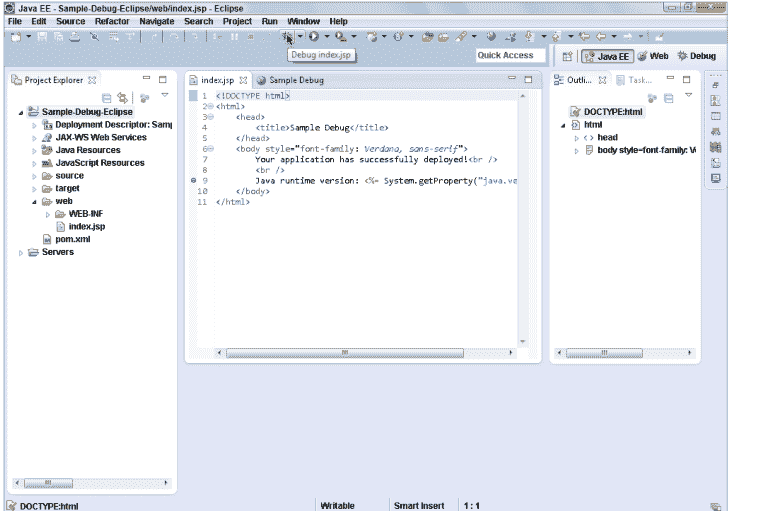 Java EE - Sample-Debug-Eclipse/web/index.jsp - Eclipse
File Edit Source Refactor Navigate Search Project Run Window Help
Debug index.jsp
Quick Access
Java EE
Web
Debug
Project Explorer
Sample-Debug-Eclipse
Deployment Descriptor: Samp
JAX-WS Web Services
Java Resources
JavaScript Resources
source
target
web
WEB-INF
index.jsp
pom.xml
Servers
index.jsp
Sample Debug
1 <!DOCTYPE html>
2 <html>
3 <head>
4 <title>Sample Debug</title>
5 </head>
6 <body style="font-family: Verdana, sans-serif">
7 Your application has successfully deployed!<br />
8 <br />
9 Java runtime version: <%= System.getProperty("java.ve
10 </body>
11 </html>
Outli...
Task...
DOCTYPE:html
html
head
body style=font-family: V
DOCTYPE:html
Writable
Smart Insert
1 : 1